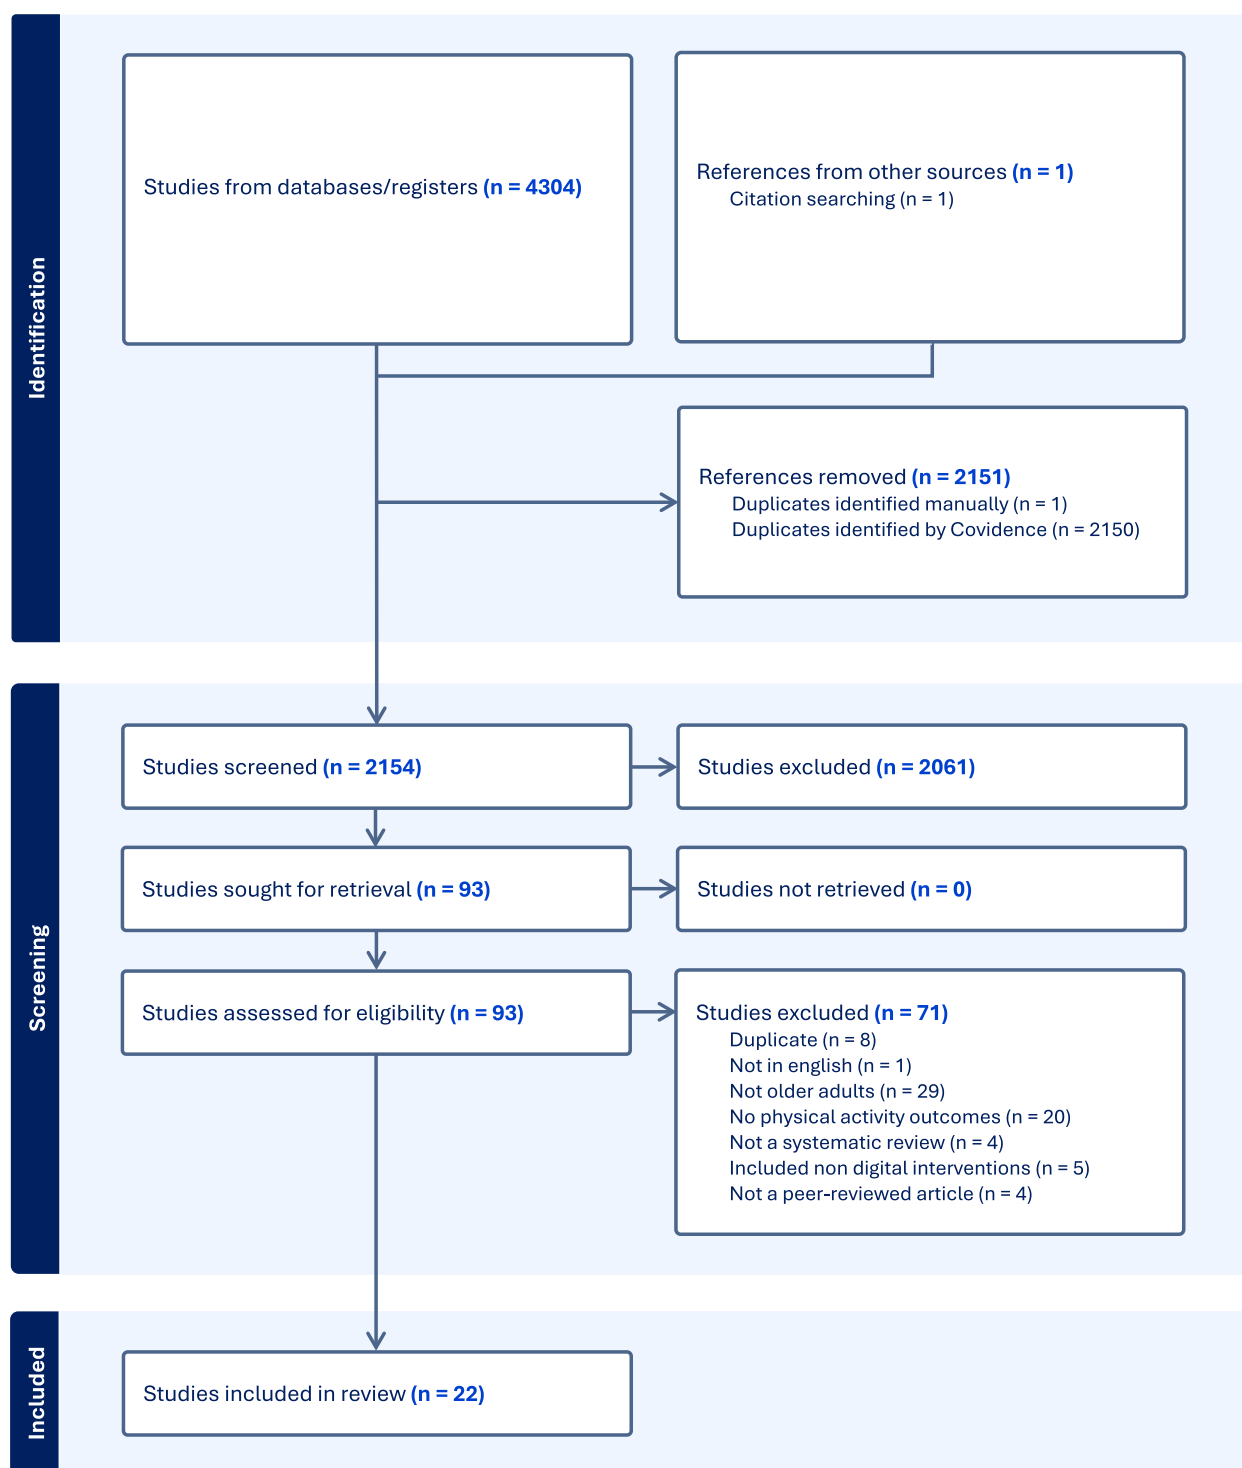 Identification
Studies from databases/registers (n = 4304)
References from other sources (n = 1)
Citation searching (n = 1)
References removed (n = 2151)
Duplicates identified manually (n = 1)
Duplicates identified by Covidence (n = 2150)
Screening
Studies screened (n = 2154)
Studies excluded (n = 2061)
Studies sought for retrieval (n = 93)
Studies not retrieved (n = 0)
Studies assessed for eligibility (n = 93)
Studies excluded (n = 71)
Duplicate (n = 8)
Not in english (n = 1)
Not older adults (n = 29)
No physical activity outcomes (n = 20)
Not a systematic review (n = 4)
Included non digital interventions (n = 5)
Not a peer-reviewed article (n = 4)
Included
Studies included in review (n = 22)